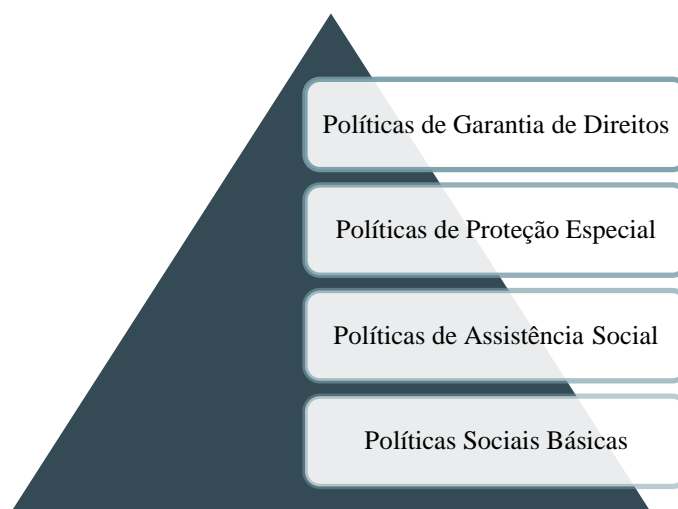 Políticas de Garantia de Direitos
Políticas de Proteção Especial
Políticas de Assistência Social
Políticas Sociais Básicas